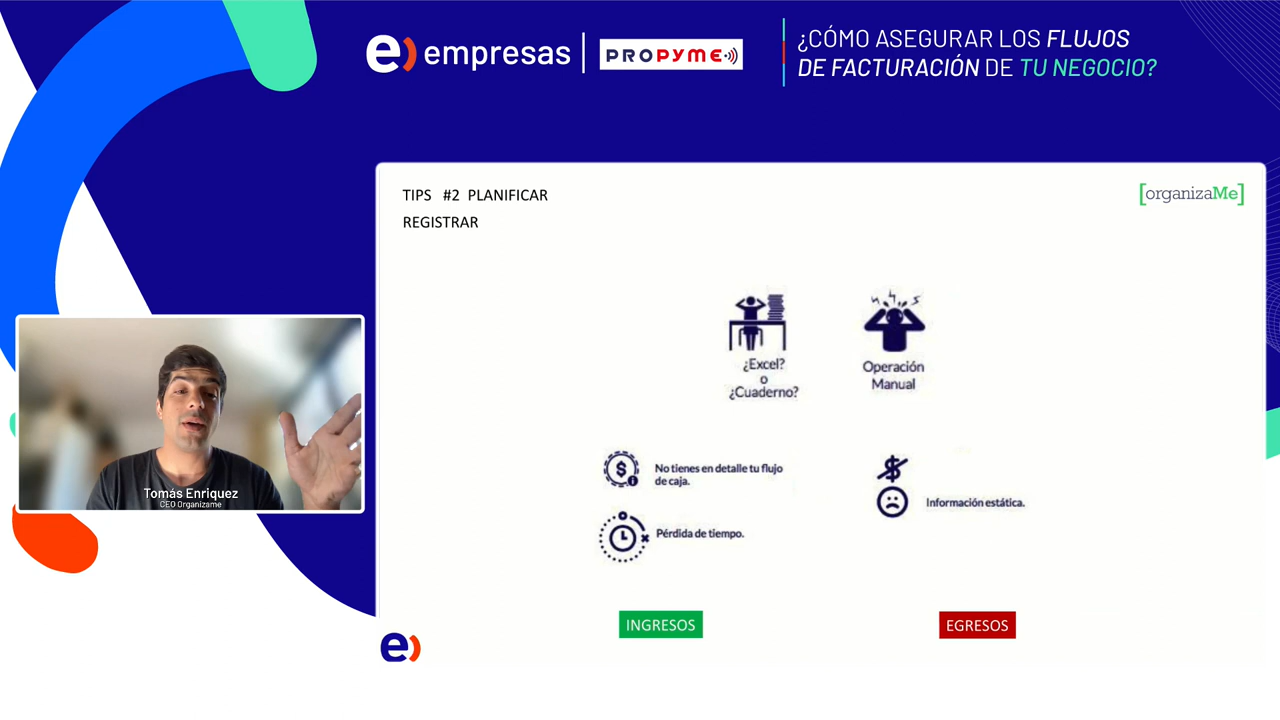 e) empresas
PROPYME
¿CÓMO ASEGURAR LOS FLUJOS
DE FACTURACIÓN DE TU NEGOCIO?
TIPS #2 PLANIFICAR
REGISTRAR
[organizaMe]
¿Excel?
o
¿Cuaderno?
Operación
Manual
No tienes en detalle tu flujo
de caja.
Pérdida de tiempo.
Información estática.
Tomás Enriquez
CEO Organizame
INGRESOS
EGRESOS
e)